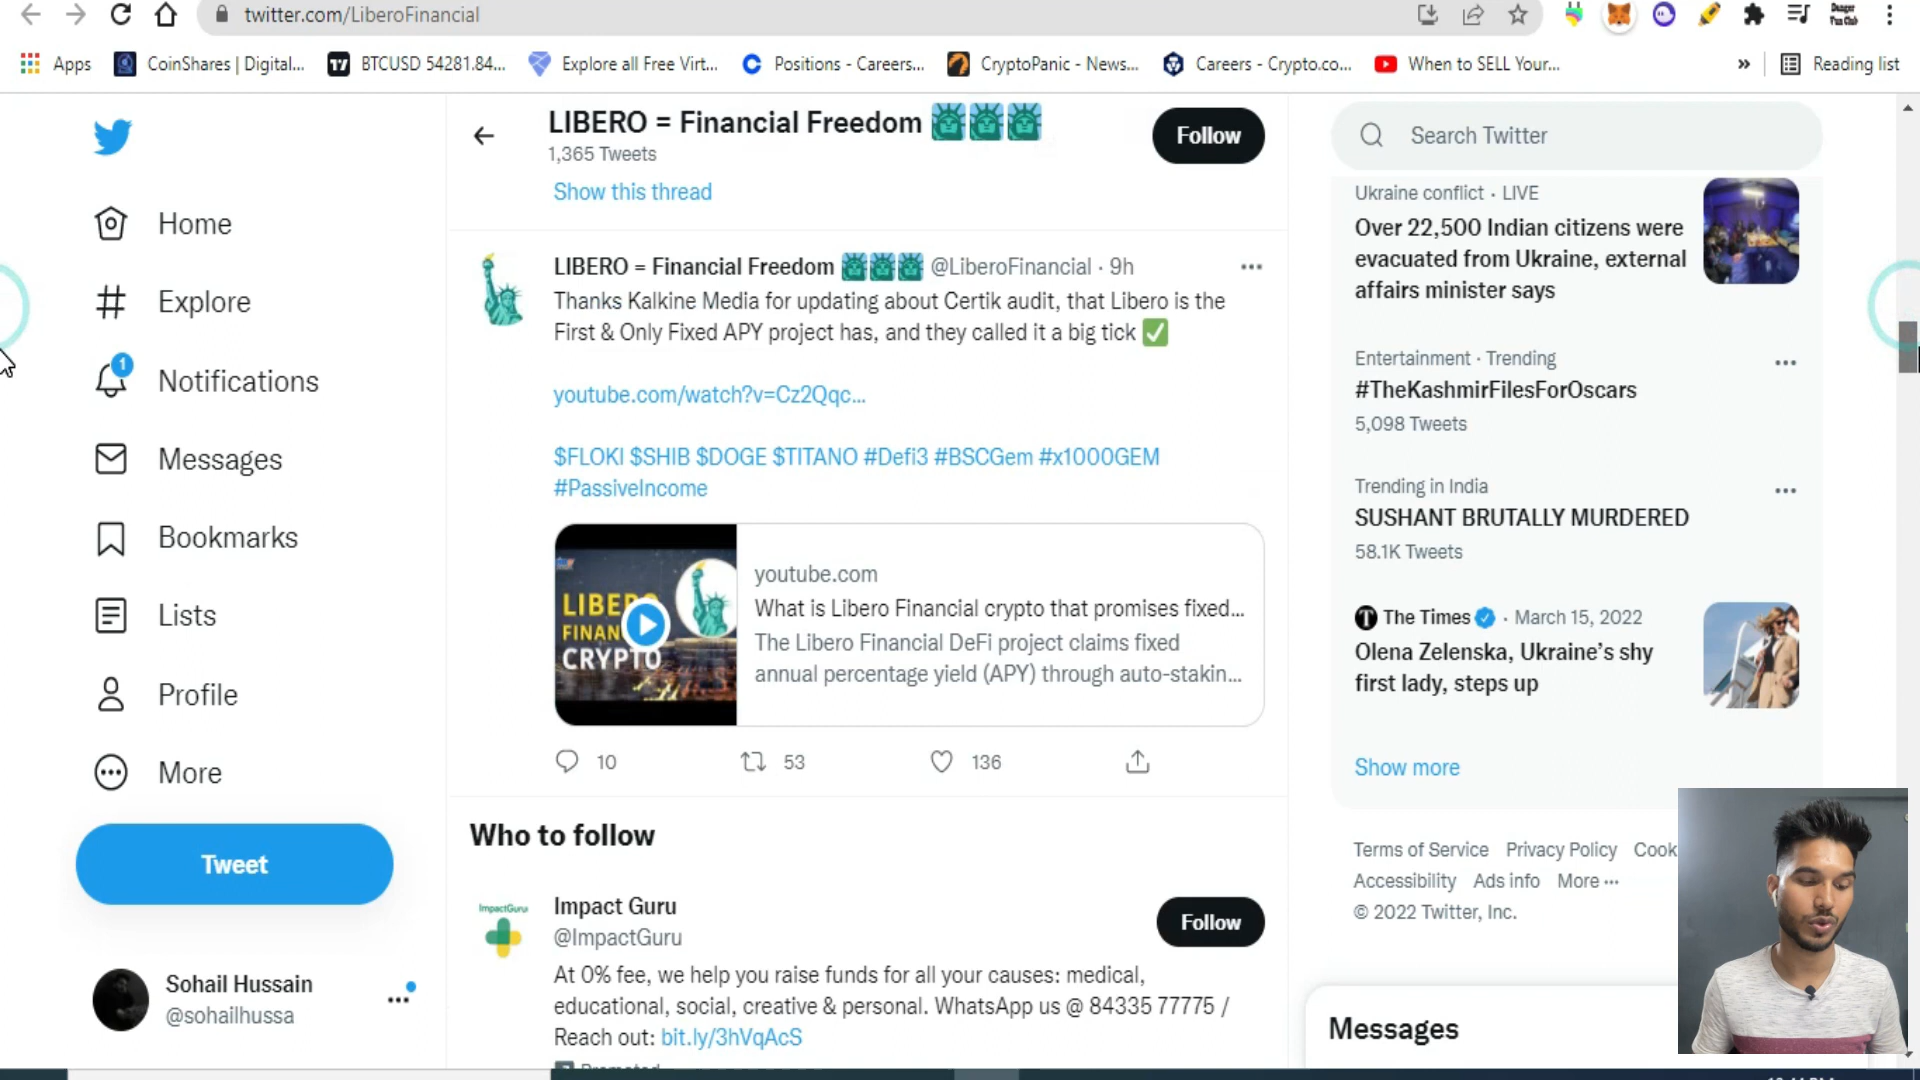 twitter.com/LiberoFinancial
Apps
CoinShares | Digital...
BTCUSD 54281.84...
Explore all Free Virt...
Positions - Careers...
CryptoPanic - News...
Careers - Crypto.co...
When to SELL Your...
»
Reading list
Home
Explore
1
Notifications
Messages
Bookmarks
Lists
Profile
More
Tweet
Sohail Hussain
@sohailhussa
LIBERO = Financial Freedom 🗽🗽🗽
1,365 Tweets
Follow
Show this thread
LIBERO = Financial Freedom 🗽🗽🗽 @LiberoFinancial · 9h
Thanks Kalkine Media for updating about Certik audit, that Libero is the
First & Only Fixed APY project has, and they called it a big tick ✅
youtube.com/watch?v=Cz2Qqc...
$FLOKI $SHIB $DOGE $TITANO #Defi3 #BSCGem #x1000GEM
#PassiveIncome
LIBERO
FINAN
CRYPTO
youtube.com
What is Libero Financial crypto that promises fixed...
The Libero Financial DeFi project claims fixed
annual percentage yield (APY) through auto-stakin...
10
53
136
Who to follow
ImpactGuru
Impact Guru
@ImpactGuru
Follow
At 0% fee, we help you raise funds for all your causes: medical,
educational, social, creative & personal. WhatsApp us @ 84335 77775 /
Reach out: bit.ly/3hVqAcS
Search Twitter
Ukraine conflict · LIVE
Over 22,500 Indian citizens were
evacuated from Ukraine, external
affairs minister says
Entertainment · Trending
#TheKashmirFilesForOscars
5,098 Tweets
Trending in India
SUSHANT BRUTALLY MURDERED
58.1K Tweets
The Times · March 15, 2022
Olena Zelenska, Ukraine's shy
first lady, steps up
Show more
Terms of Service Privacy Policy Cook
Accessibility Ads info More ···
© 2022 Twitter, Inc.
Messages